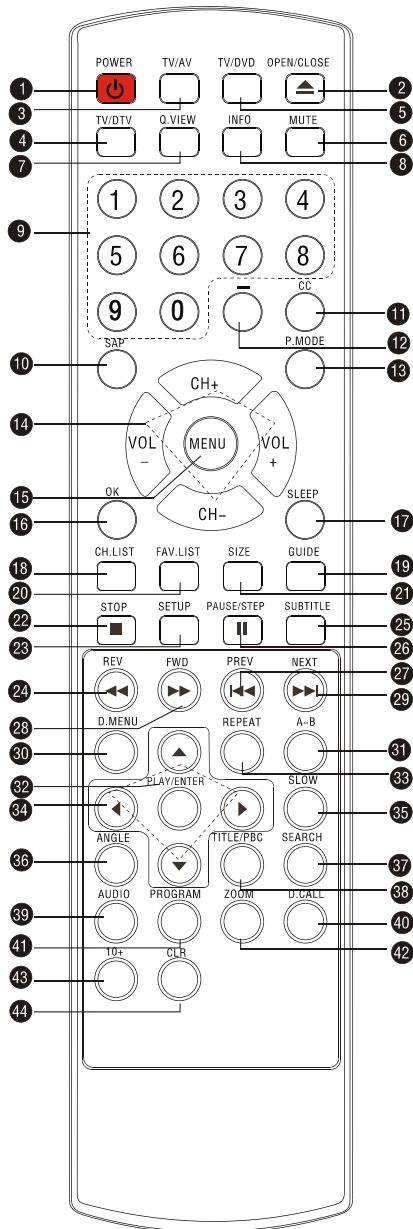 POWER TV/AV TV/DVD OPEN/CLOSE
1 2
3 5
TV/DTV Q.VIEW INFO MUTE
4 6
7 8
1 2 3 4
9
5 6 7 8
9 0 – CC
11
12
SAP P.MODE
10 13
CH+
14
VOL – MENU VOL +
15
OK CH– SLEEP
16 17
CH.LIST FAV.LIST SIZE GUIDE
18 19
20 21
STOP SETUP PAUSE/STEP SUBTITLE
22 25
23 26
REV FWD PREV NEXT
27
24 29
28
D.MENU REPEAT A-B
30 31
32 33
PLAY/ENTER SLOW
34 35
ANGLE TITLE/PBC SEARCH
36 37
38
AUDIO PROGRAM ZOOM D.CALL
39 40
41 42
10+ CLR
43
44